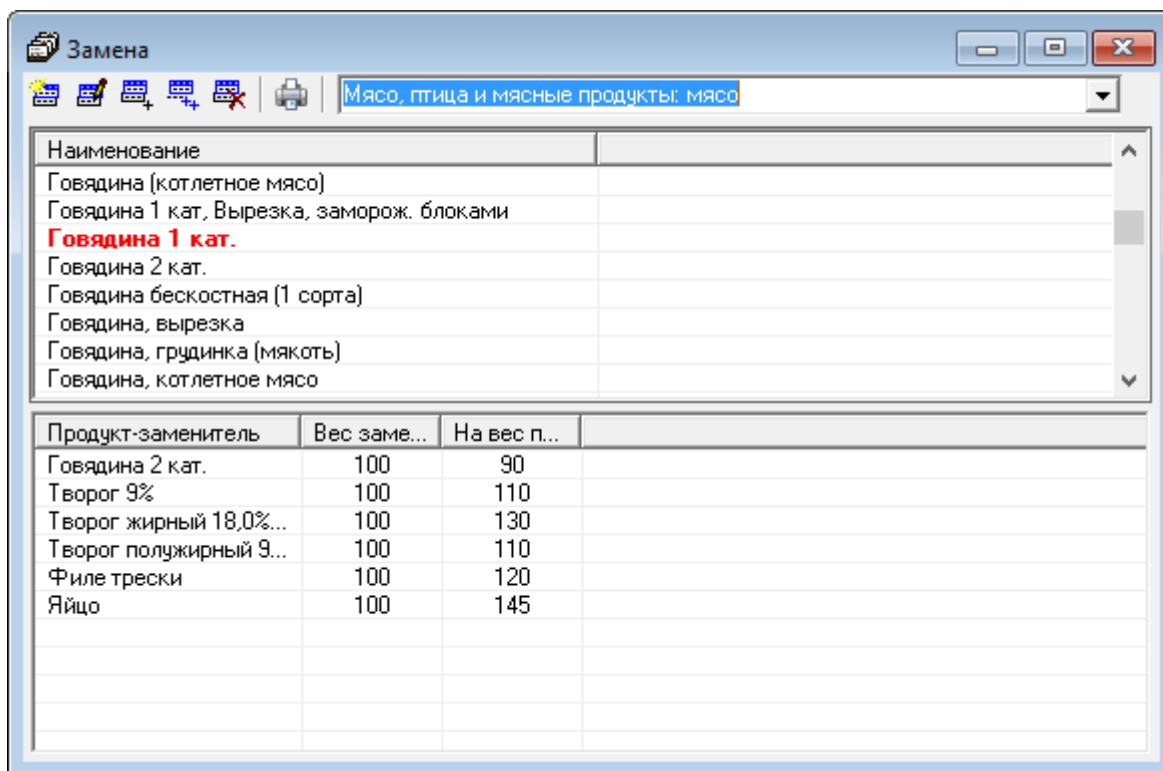 Замена
Мясо, птица и мясные продукты: мясо
Наименование
Говядина (котлетное мясо)
Говядина 1 кат, Вырезка, заморож. блоками
Говядина 1 кат.
Говядина 2 кат.
Говядина бескостная (1 сорта)
Говядина, вырезка
Говядина, грудинка (мякоть)
Говядина, котлетное мясо
Продукт-заменитель Вес заме... На вес п...
Говядина 2 кат. 100 90
Творог 9% 100 110
Творог жирный 18,0%... 100 130
Творог полужирный 9... 100 110
Филе трески 100 120
Яйцо 100 145